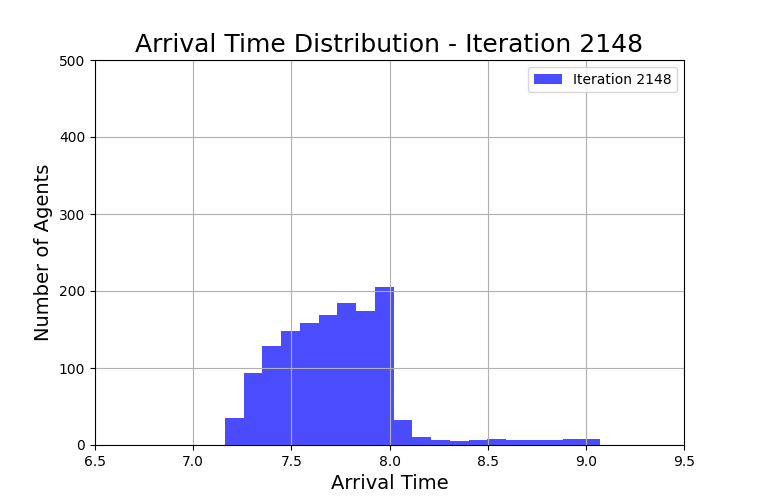 Arrival Time Distribution - Iteration 2148
Iteration 2148
500
400
300
200
100
0
Number of Agents
6.5 7.0 7.5 8.0 8.5 9.0 9.5
Arrival Time